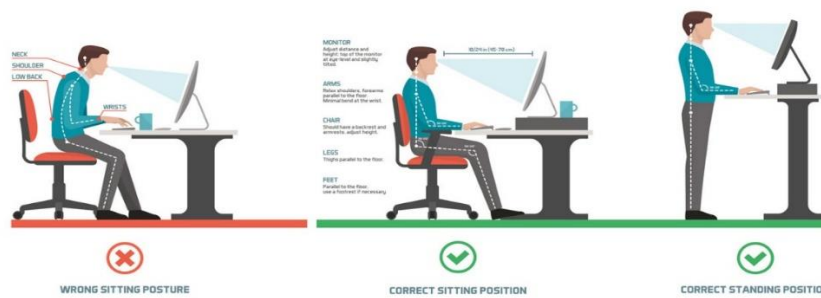 NECK
SHOULDER
LOW BACK
WRISTS
WRONG SITTING POSTURE
MONITOR
Adjust distance and
height: top of the monitor
at eye level and slightly
tilted.
ARMS
Relax shoulders, forearms
parallel to the floor.
Minimal bend at the wrist.
CHAIR
Should have a backrest and
armrests, adjust height.
LEGS
Thighs parallel to the floor.
FEET
Parallel to the floor,
use a footrest if necessary.
CORRECT SITTING POSITION
CORRECT STANDING POSITIO